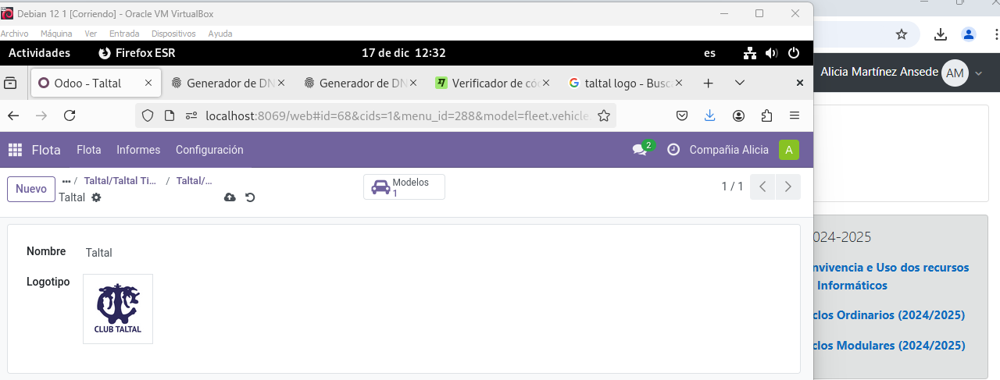 Debian 12 1 [Corriendo] - Oracle VM VirtualBox
Archivo Máquina Ver Entrada Dispositivos Ayuda
Actividades Firefox ESR 17 de dic 12:32 es
Odoo - Taltal Generador de DN Generador de DN Verificador de có taltal logo - Busc
localhost:8069/web#id=68&cids=1&menu_id=288&model=fleet.vehicle.
Flota Flota Informes Configuración 2 Compañia Alicia A
Nuevo ... / Taltal/Taltal Ti... / Taltal/...
Taltal
Modelos
1
1 / 1
Nombre Taltal
Logotipo
CLUB TALTAL
Alicia Martínez Ansede AM
024-2025
nvivencia e Uso dos recursos
Informáticos
clos Ordinarios (2024/2025)
clos Modulares (2024/2025)